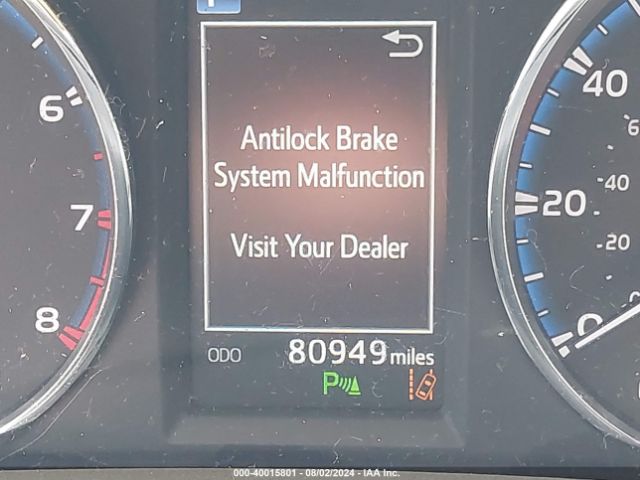 Antilock Brake
System Malfunction
Visit Your Dealer
ODO 80949 miles
P
6
7
8
40
20
0
40
20
000-40015801 - 08/02/2024 - IAA Inc.